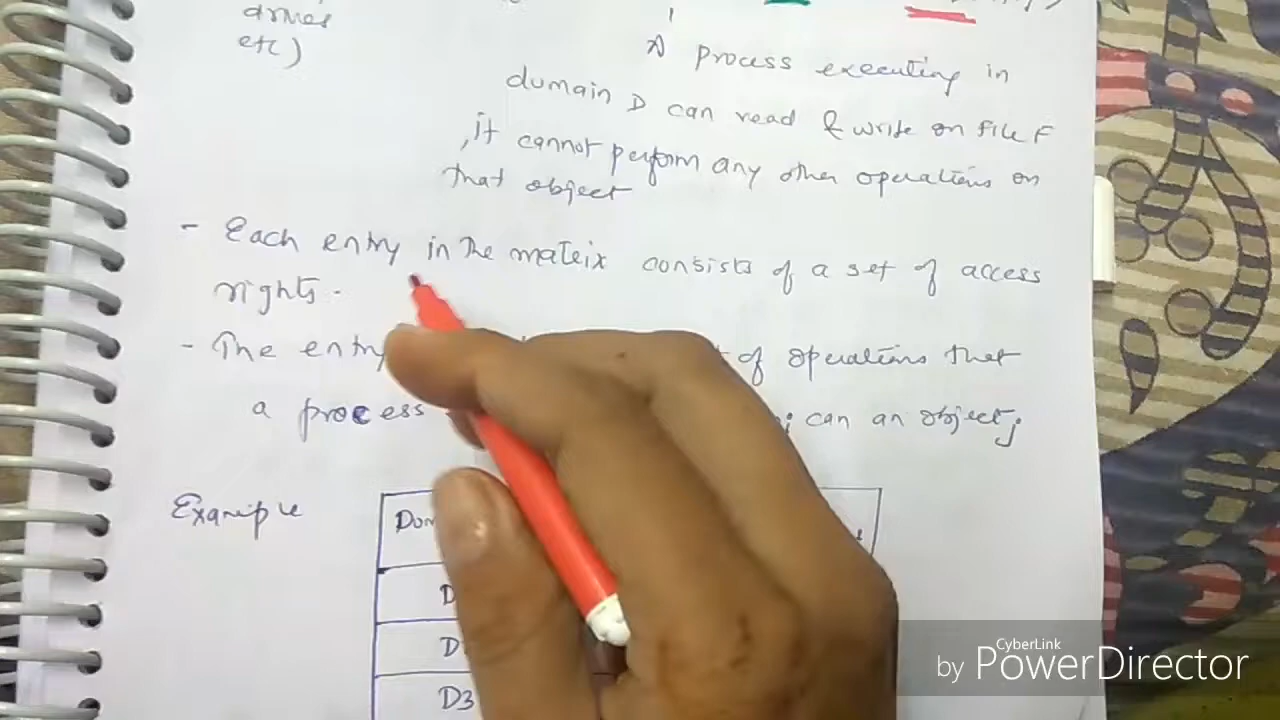 drives
etc)
A process executing in
domain D can read & write on file F
, it cannot perform any other operations on
that object
- Each entry in the matrix consists of a set of access
rights.
- The entry of operations that
a process can an object j
Example
D
D
D3
CyberLink
by PowerDirector